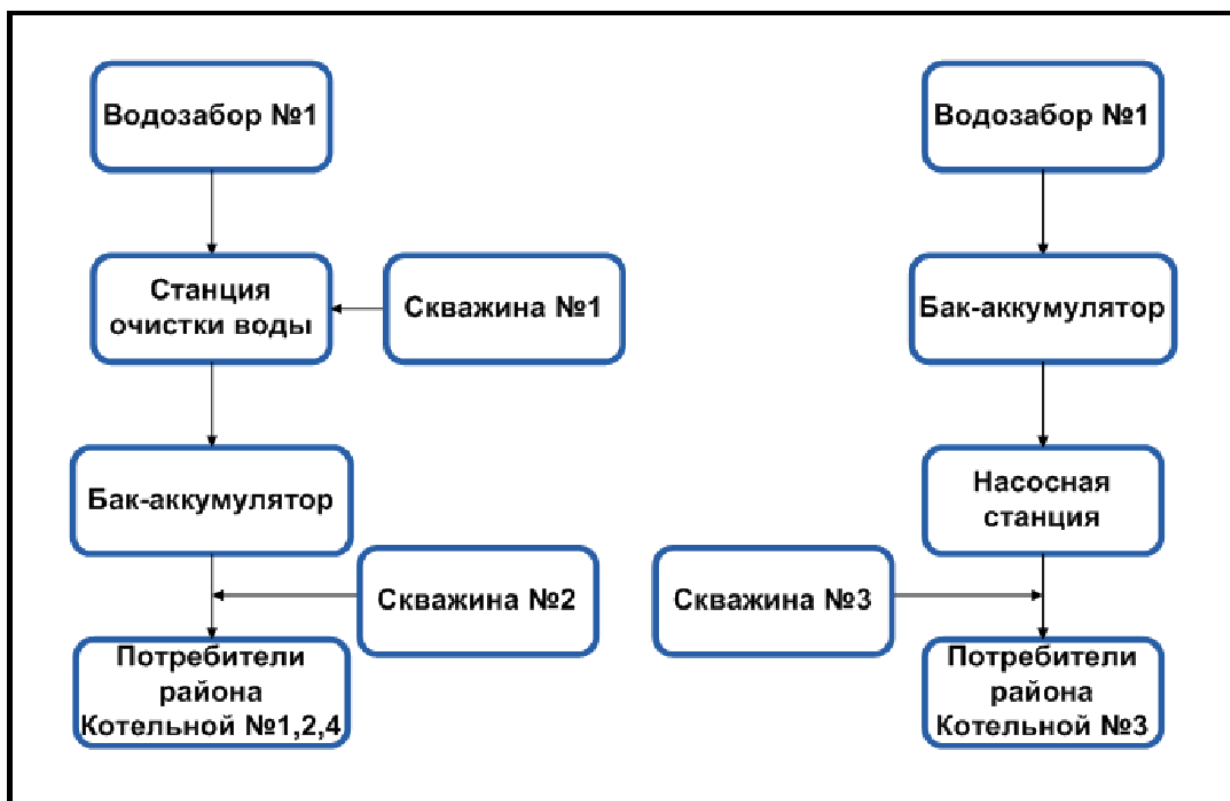 Водозабор №1
Водозабор №1
Станция
очистки воды
Скважина №1
Бак-аккумулятор
Бак-аккумулятор
Насосная
станция
Скважина №2
Скважина №3
Потребители
района
Котельной №1,2,4
Потребители
района
Котельной №3